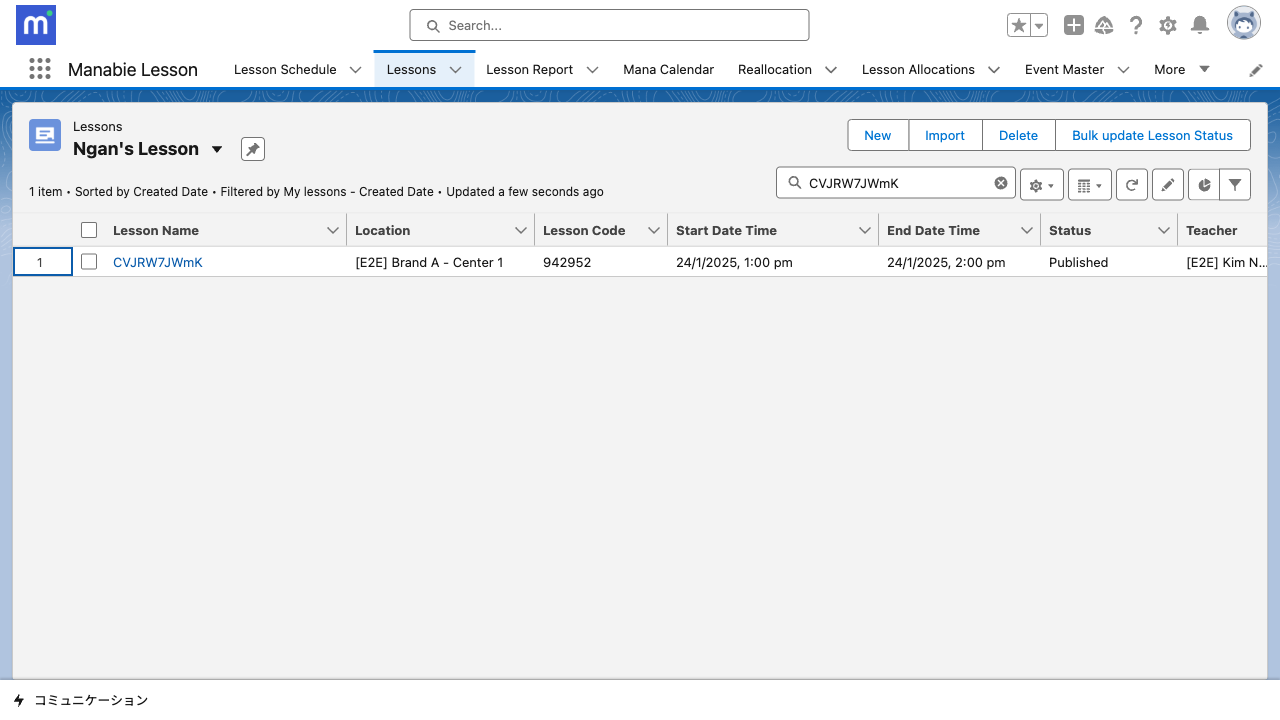 m
Search...
Manabie Lesson
Lesson Schedule
Lessons
Lesson Report
Mana Calendar
Reallocation
Lesson Allocations
Event Master
More
Lessons
Ngan's Lesson
New
Import
Delete
Bulk update Lesson Status
1 item • Sorted by Created Date • Filtered by My lessons - Created Date • Updated a few seconds ago
CVJRW7JWmK
Lesson Name
Location
Lesson Code
Start Date Time
End Date Time
Status
Teacher
1
CVJRW7JWmK
[E2E] Brand A - Center 1
942952
24/1/2025, 1:00 pm
24/1/2025, 2:00 pm
Published
[E2E] Kim N...
コミュニケーション